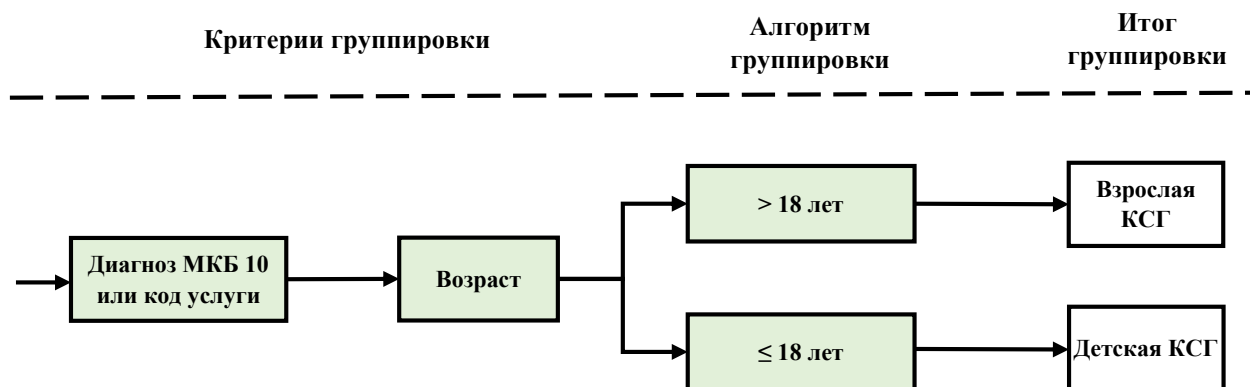 Критерии группировки
Алгоритм
группировки
Итог
группировки
Диагноз МКБ 10
или код услуги
Возраст
> 18 лет
Взрослая
КСГ
≤ 18 лет
Детская КСГ